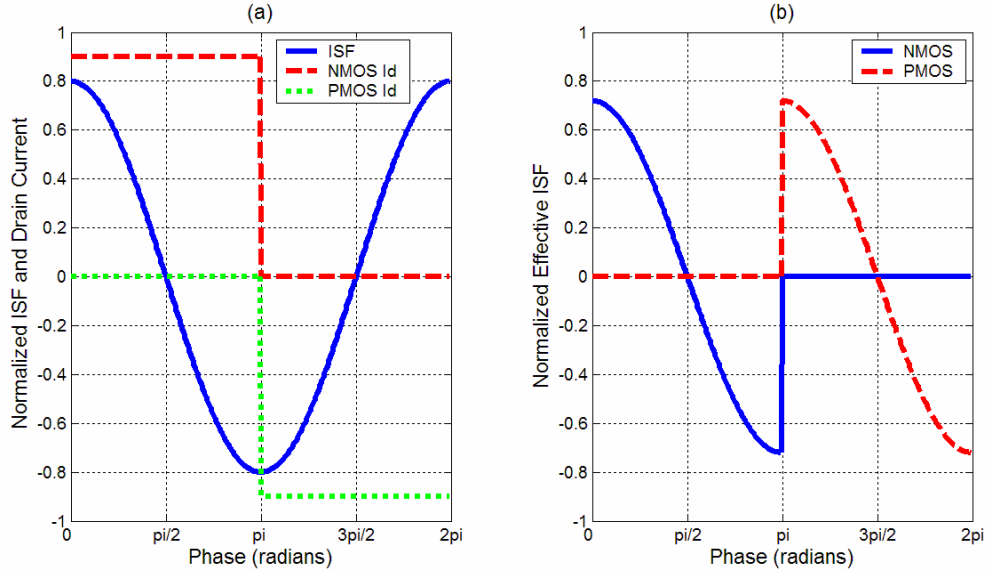 (a)
1
0.8
0.6
0.4
0.2
0
-0.2
-0.4
-0.6
-0.8
-1
Normalized ISF and Drain Current
ISF
NMOS Id
PMOS Id
0
pi/2
pi
3pi/2
2pi
Phase (radians)
(b)
1
0.8
0.6
0.4
0.2
0
-0.2
-0.4
-0.6
-0.8
-1
Normalized Effective ISF
NMOS
PMOS
0
pi/2
pi
3pi/2
2pi
Phase (radians)